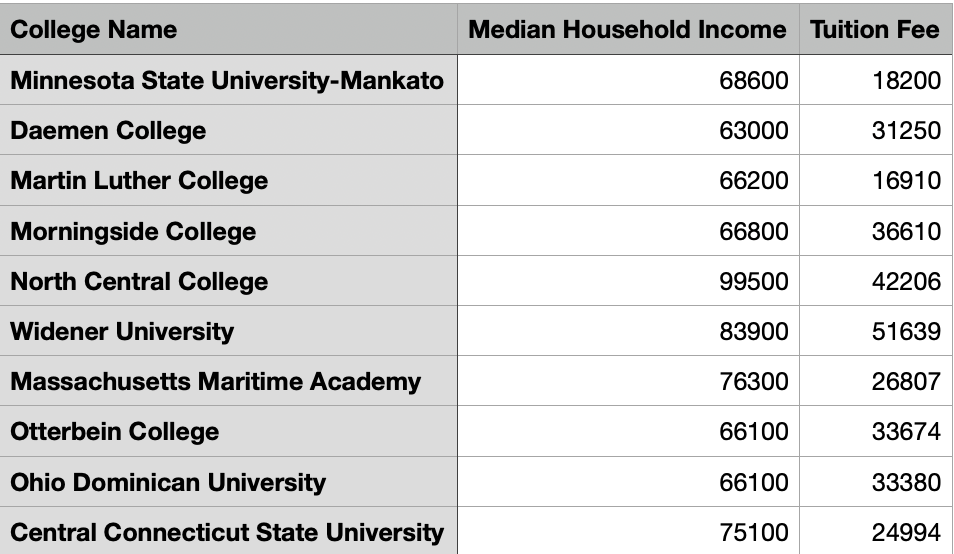 College Name Median Household Income Tuition Fee
Minnesota State University-Mankato 68600 18200
Daemen College 63000 31250
Martin Luther College 66200 16910
Morningside College 66800 36610
North Central College 99500 42206
Widener University 83900 51639
Massachusetts Maritime Academy 76300 26807
Otterbein College 66100 33674
Ohio Dominican University 66100 33380
Central Connecticut State University 75100 24994